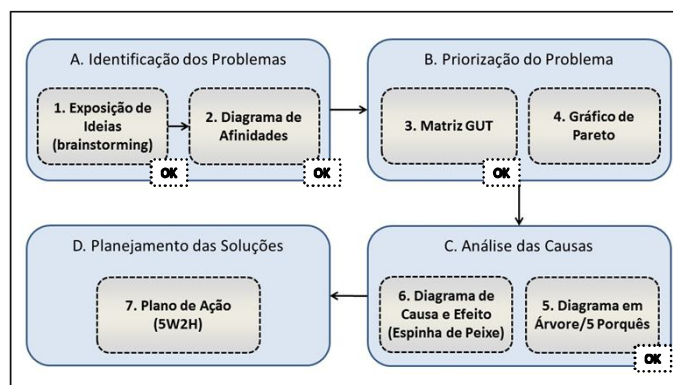 A. Identificação dos Problemas
1. Exposição de
Ideias
(brainstorming)
OK
2. Diagrama de
Afinidades
OK
B. Priorização do Problema
3. Matriz GUT
OK
4. Gráfico de
Pareto
D. Planejamento das Soluções
7. Plano de Ação
(5W2H)
C. Análise das Causas
6. Diagrama de
Causa e Efeito
(Espinha de Peixe)
5. Diagrama em
Árvore/5 Porquês
OK